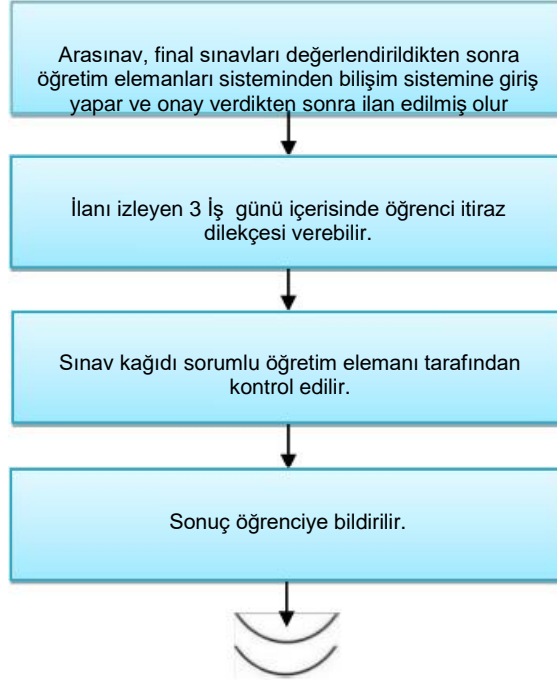 Arasınav, final sınavları değerlendirildikten sonra
öğretim elemanları sisteminden bilişim sistemine giriş
yapar ve onay verdikten sonra ilan edilmiş olur
İlanı izleyen 3 İş  günü içerisinde öğrenci itiraz
dilekçesi verebilir.
Sınav kağıdı sorumlu öğretim elemanı tarafından
kontrol edilir.
Sonuç öğrenciye bildirilir.